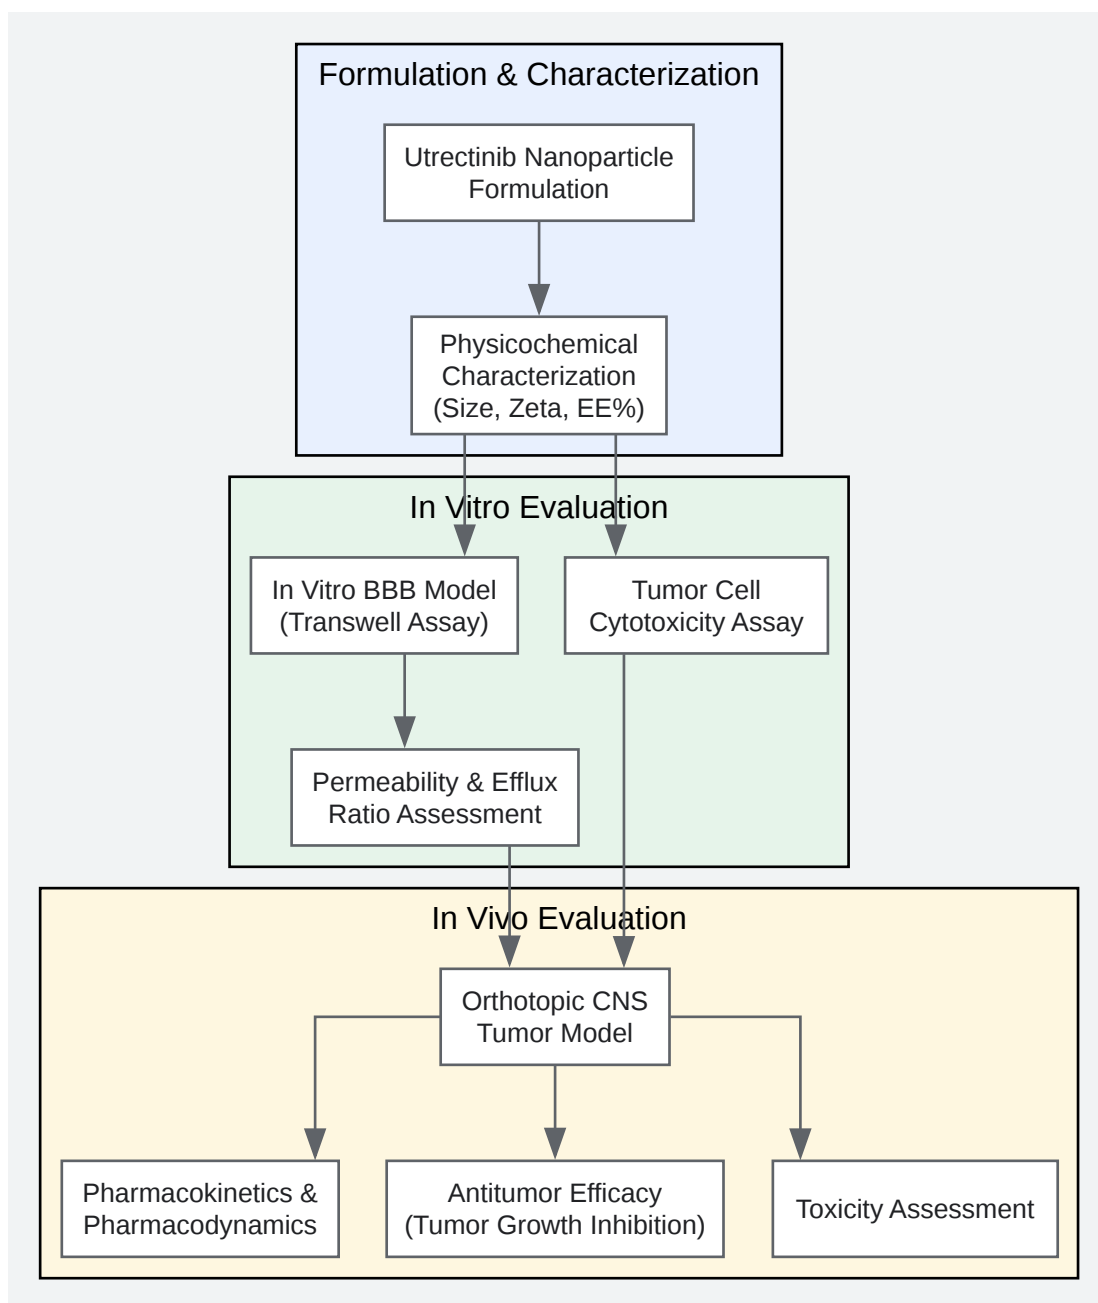 Formulation & Characterization
Utrectinib Nanoparticle
Formulation
Physicochemical
Characterization
(Size, Zeta, EE%)
In Vitro Evaluation
In Vitro BBB Model
(Transwell Assay)
Tumor Cell
Cytotoxicity Assay
Permeability & Efflux
Ratio Assessment
In Vivo Evaluation
Orthotopic CNS
Tumor Model
Pharmacokinetics &
Pharmacodynamics
Antitumor Efficacy
(Tumor Growth Inhibition)
Toxicity Assessment